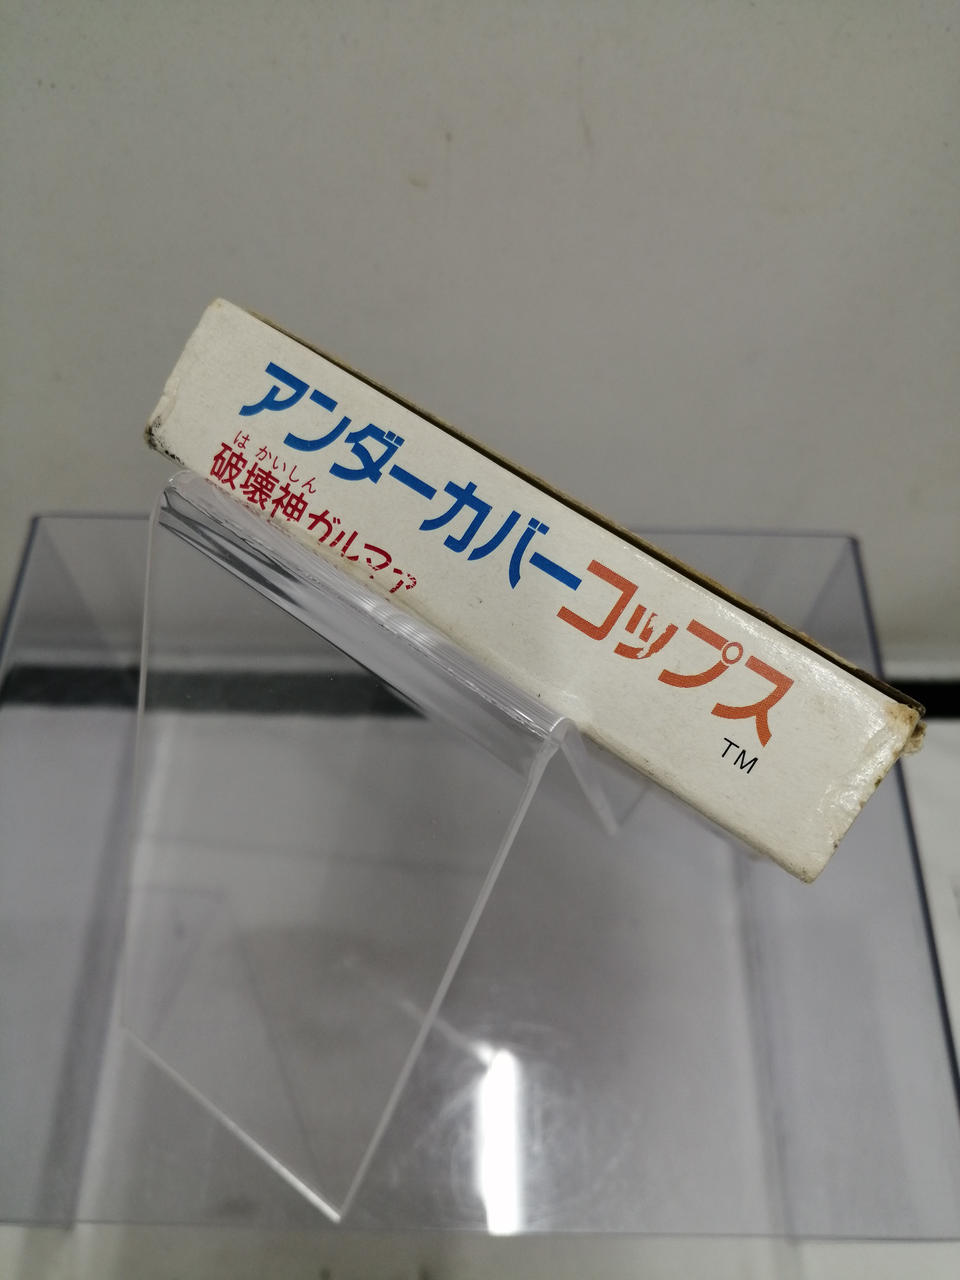 アンダーカバーコップス
はかいしん
破壊神ガルマア
TM